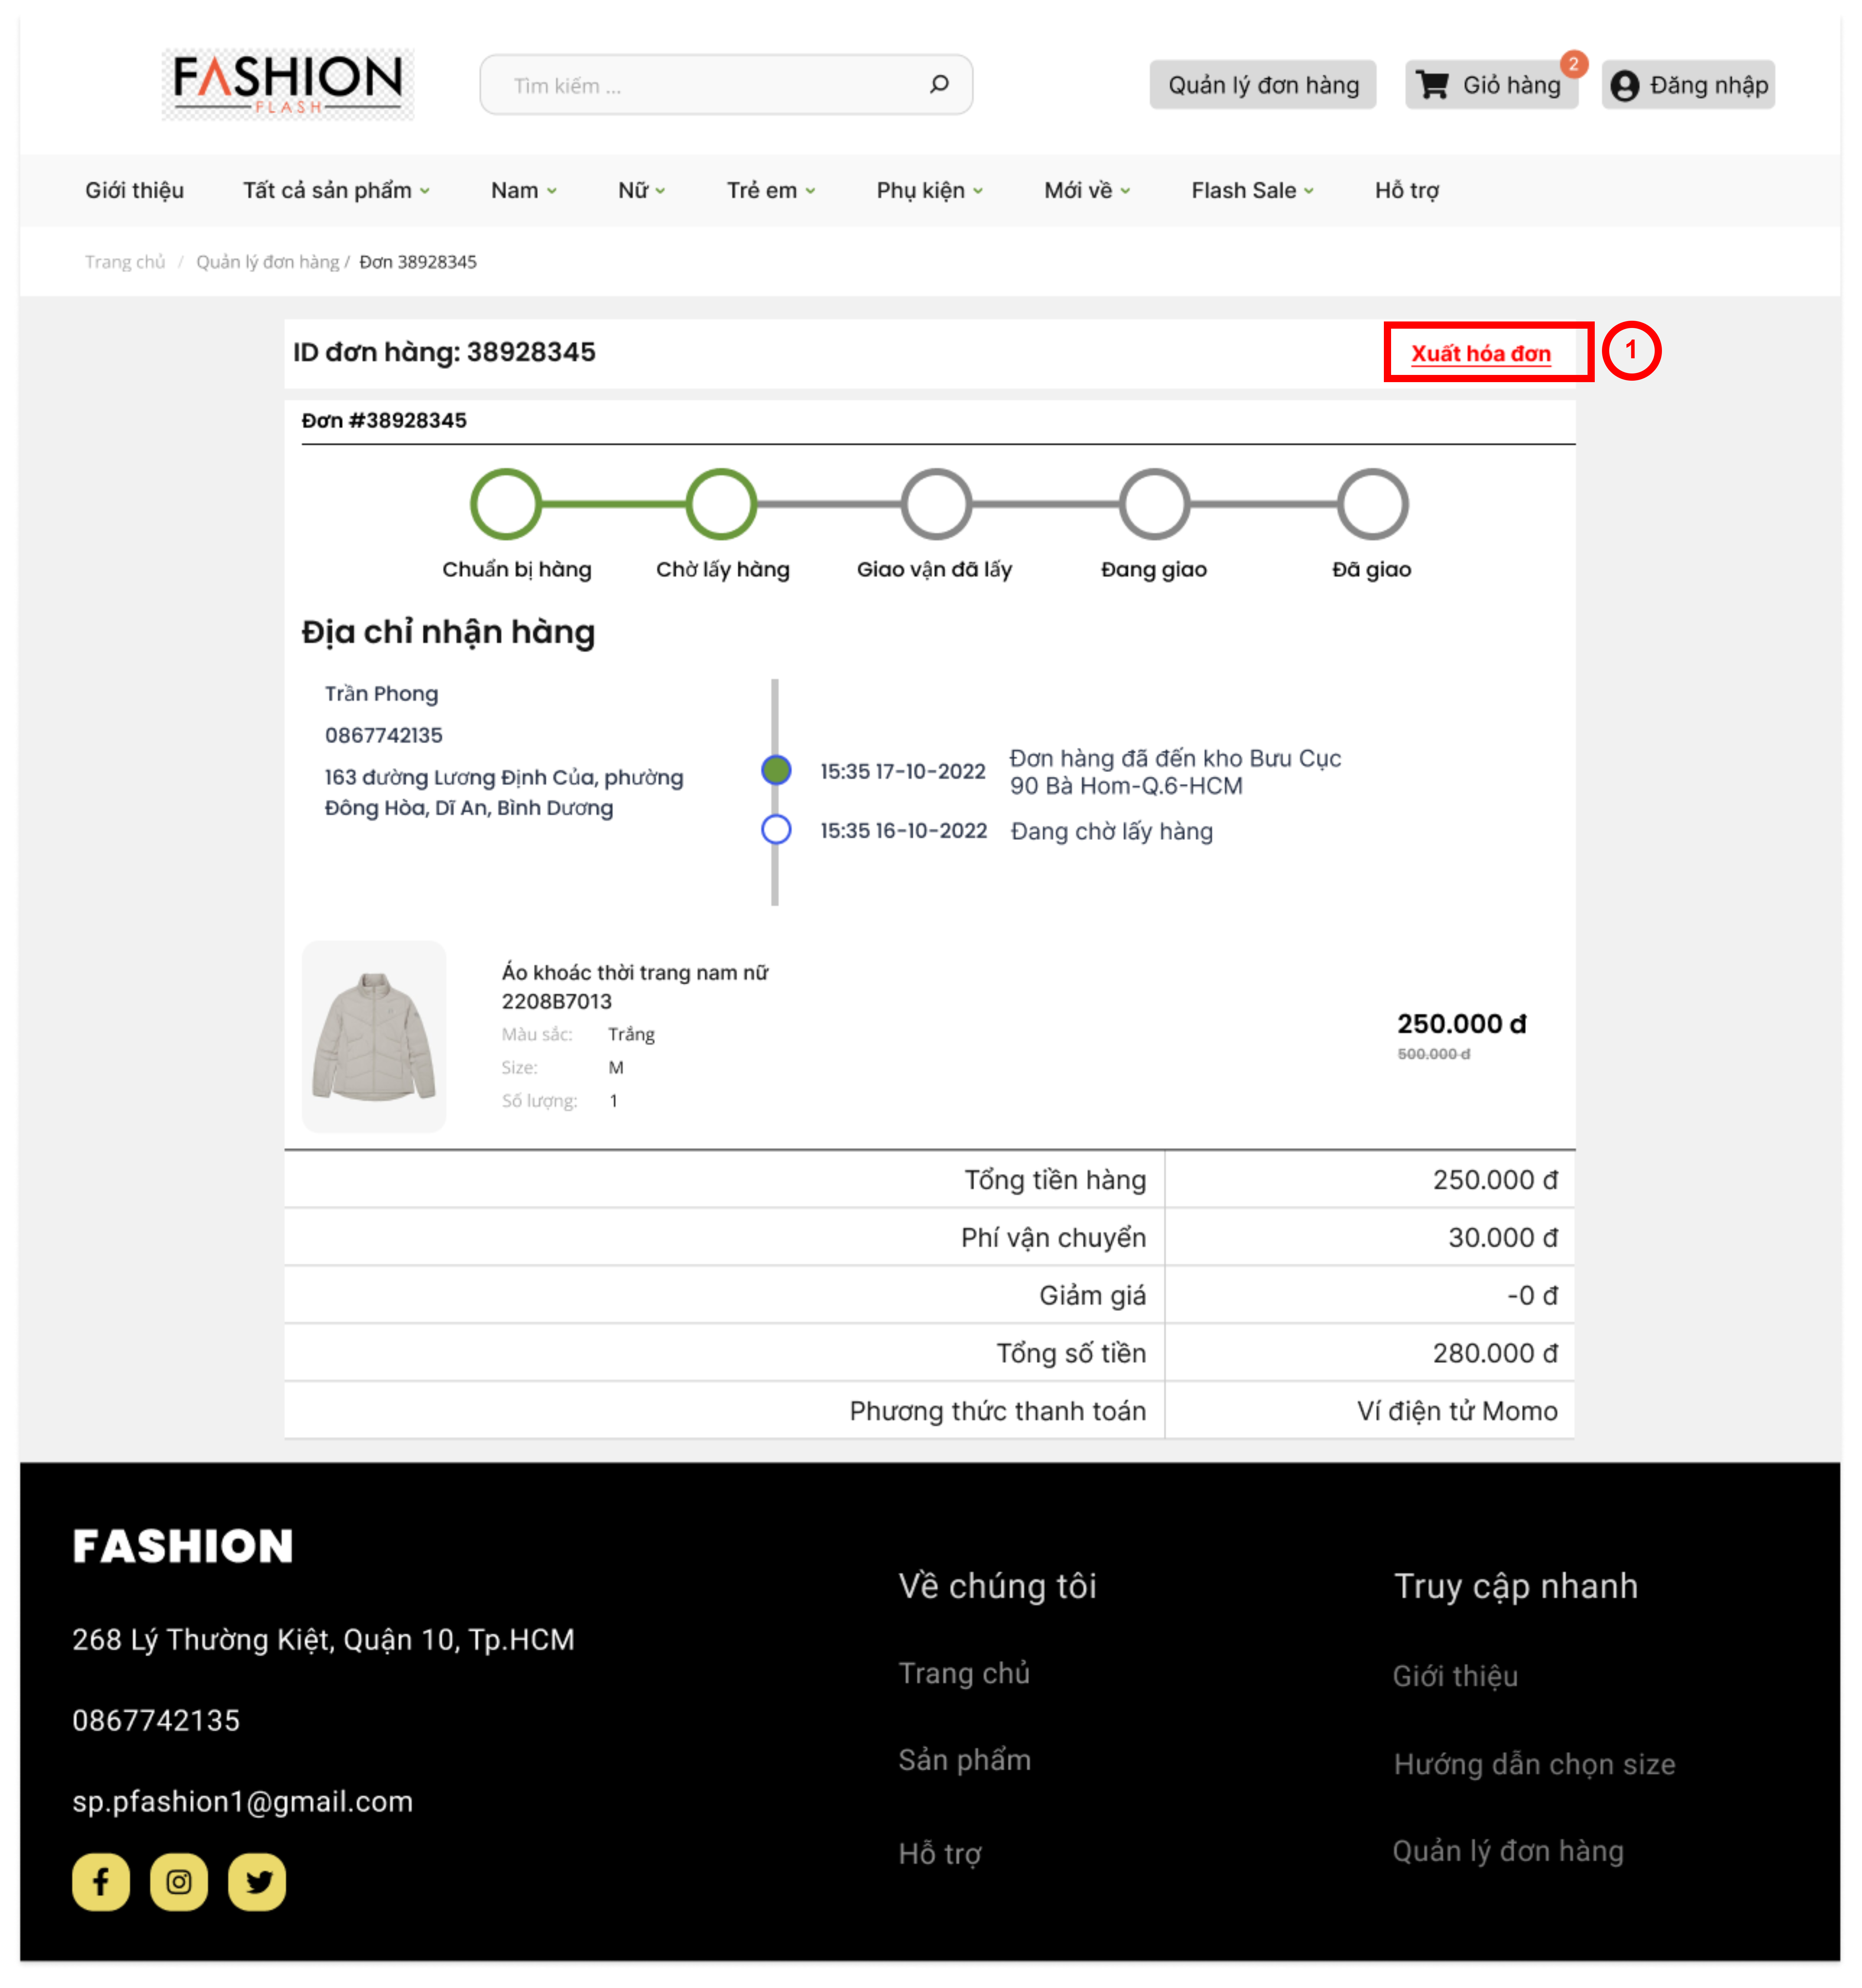 FASHION
FLASH
Tìm kiếm ...
Quản lý đơn hàng
Giỏ hàng
2
Đăng nhập
Giới thiệu
Tất cả sản phẩm
Nam
Nữ
Trẻ em
Phụ kiện
Mới về
Flash Sale
Hỗ trợ
Trang chủ / Quản lý đơn hàng / Đơn 38928345
ID đơn hàng: 38928345
Xuất hóa đơn
1
Đơn #38928345
Chuẩn bị hàng
Chờ lấy hàng
Giao vận đã lấy
Đang giao
Đã giao
Địa chỉ nhận hàng
Trần Phong
0867742135
163 đường Lương Định Của, phường
Đông Hòa, Dĩ An, Bình Dương
15:35 17-10-2022
Đơn hàng đã đến kho Bưu Cục
90 Bà Hom-Q.6-HCM
15:35 16-10-2022
Đang chờ lấy hàng
Áo khoác thời trang nam nữ
2208B7013
Màu sắc: Trắng
Size: M
Số lượng: 1
250.000 đ
500.000 đ
Tổng tiền hàng 250.000 đ
Phí vận chuyển 30.000 đ
Giảm giá -0 đ
Tổng số tiền 280.000 đ
Phương thức thanh toán Ví điện tử Momo
FASHION
268 Lý Thường Kiệt, Quận 10, Tp.HCM
0867742135
sp.pfashion1@gmail.com
Về chúng tôi
Trang chủ
Sản phẩm
Hỗ trợ
Truy cập nhanh
Giới thiệu
Hướng dẫn chọn size
Quản lý đơn hàng